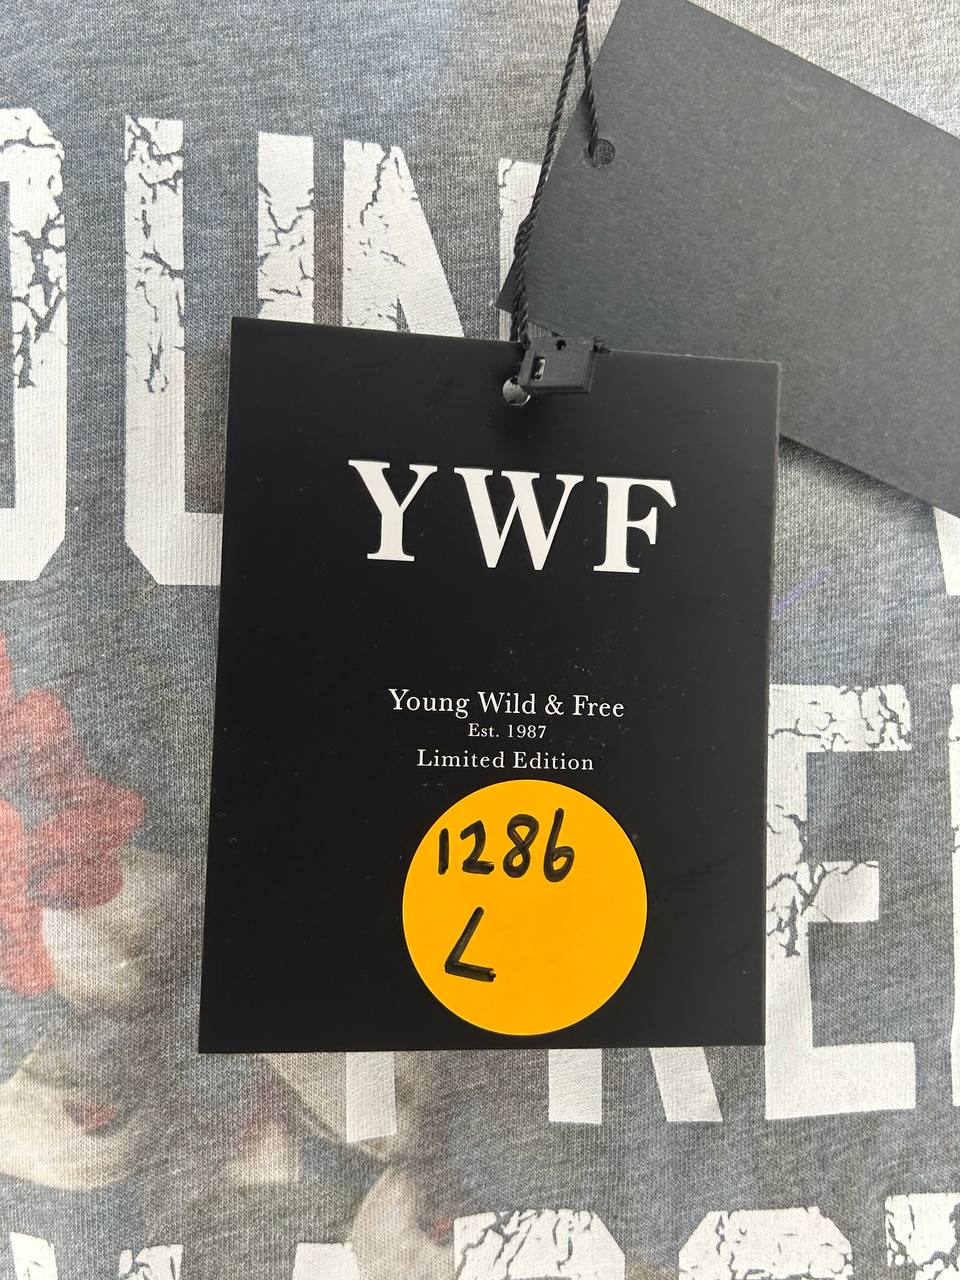 YWF
Young Wild & Free
Est. 1987
Limited Edition
1286
L